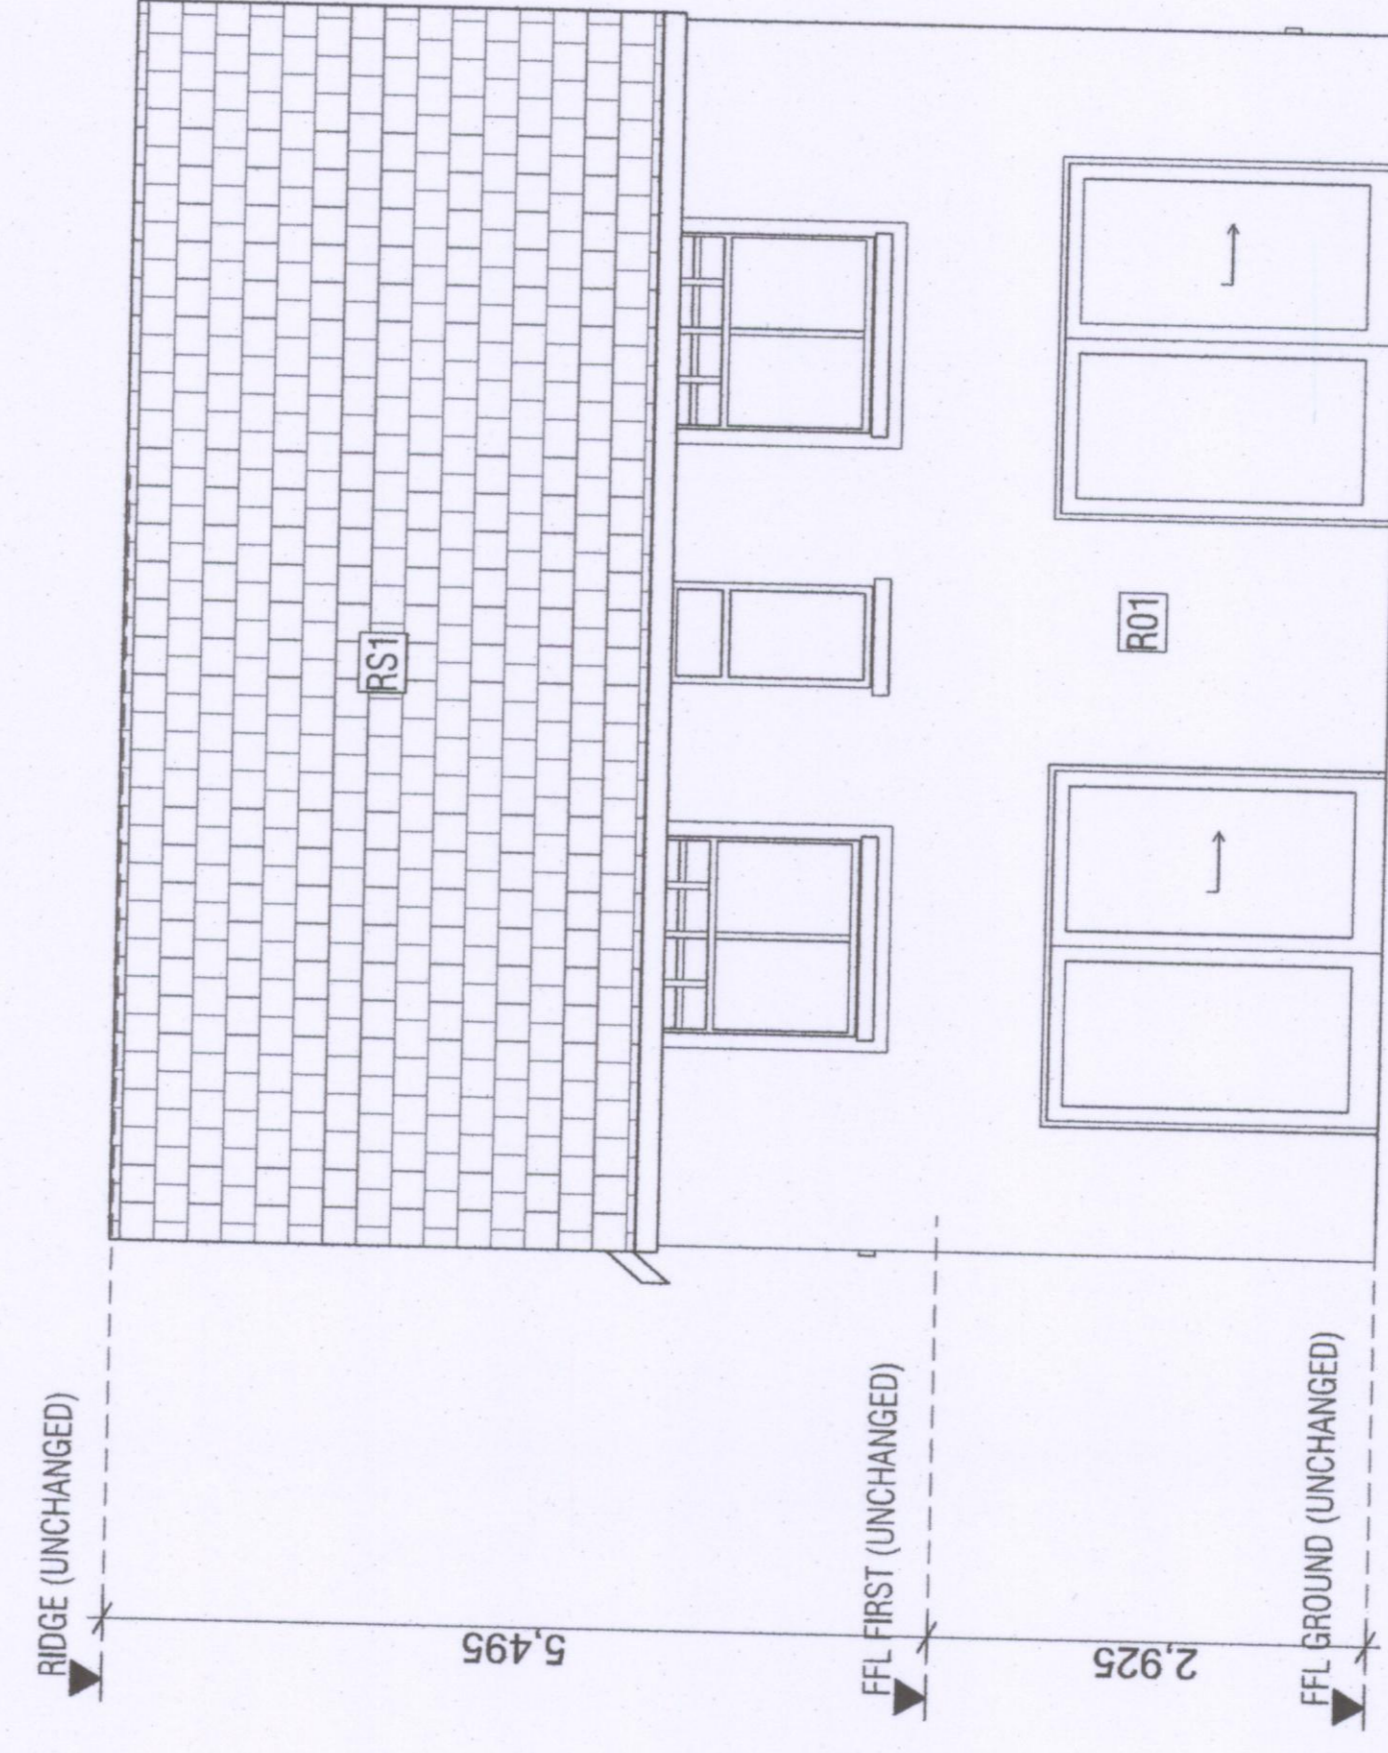 RIDGE (UNCHANGED)
5,495
RS1
FFL FIRST (UNCHANGED)
2,925
R01
FFL GROUND (UNCHANGED)